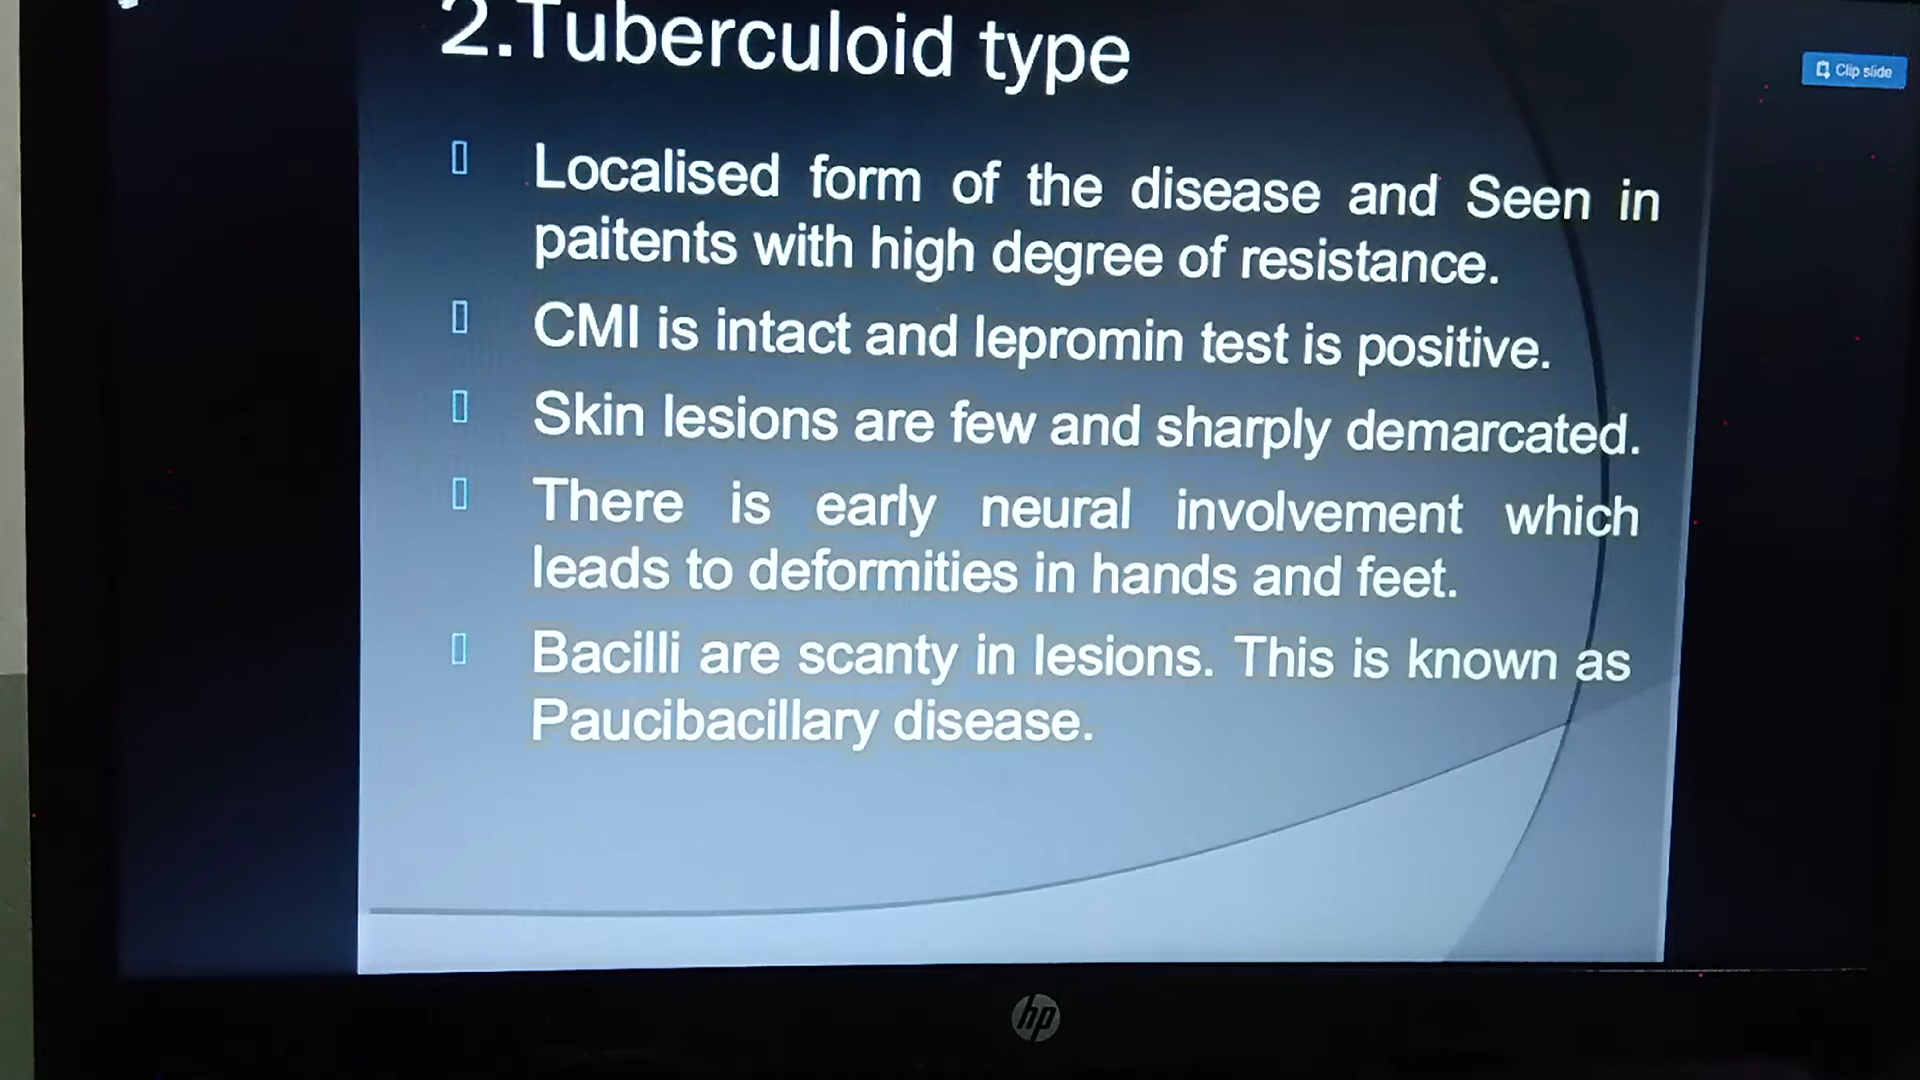 2.Tuberculoid type
Clip slide
Localised form of the disease and Seen in
paitents with high degree of resistance.
CMI is intact and lepromin test is positive.
Skin lesions are few and sharply demarcated.
There is early neural involvement which
leads to deformities in hands and feet.
Bacilli are scanty in lesions. This is known as
Paucibacillary disease.
hp